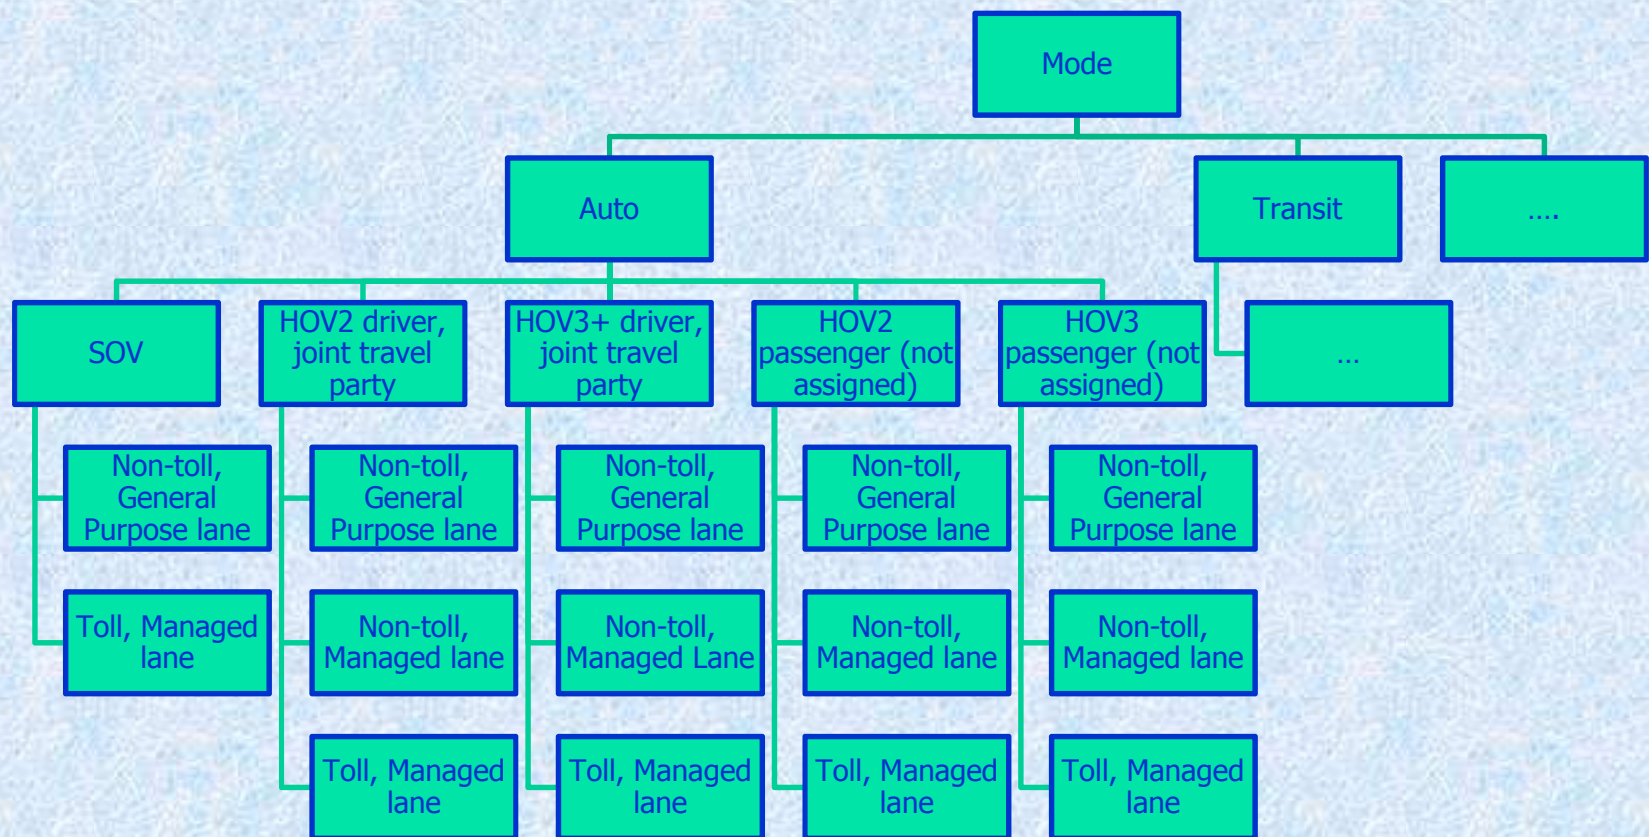 Mode
Auto
Transit
....
SOV
HOV2 driver,
joint travel
party
HOV3+ driver,
joint travel
party
HOV2
passenger (not
assigned)
HOV3
passenger (not
assigned)
...
Non-toll,
General
Purpose lane
Non-toll,
General
Purpose lane
Non-toll,
General
Purpose lane
Non-toll,
General
Purpose lane
Non-toll,
General
Purpose lane
Toll, Managed
lane
Non-toll,
Managed lane
Non-toll,
Managed Lane
Non-toll,
Managed lane
Non-toll,
Managed lane
Toll, Managed
lane
Toll, Managed
lane
Toll, Managed
lane
Toll, Managed
lane